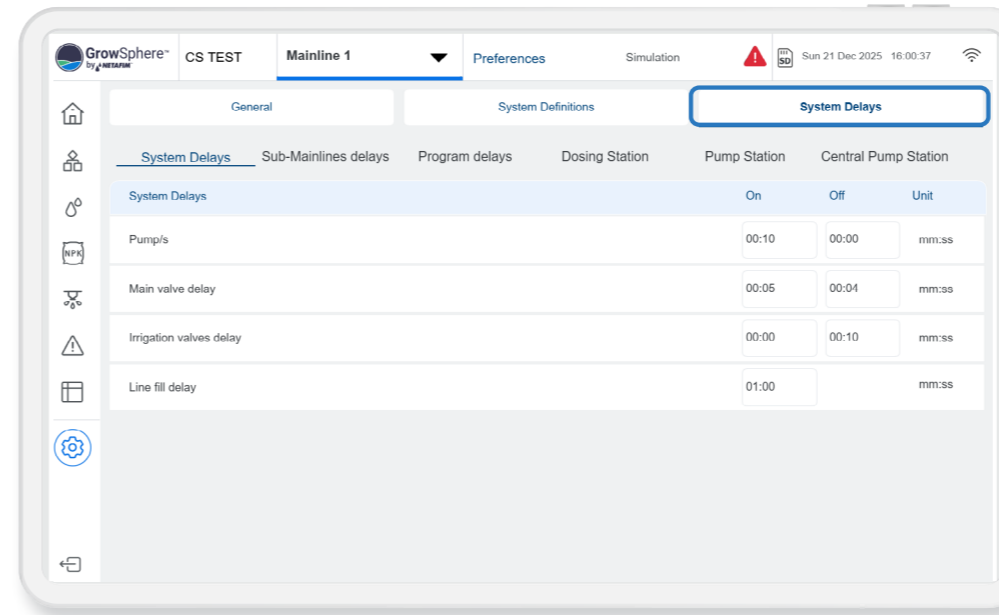 GrowSphere™ CS TEST Mainline 1 Preferences Simulation SD Sun 21 Dec 2025 16:00:37
by NETAFIM™
General System Definitions System Delays
System Delays Sub-Mainlines delays Program delays Dosing Station Pump Station Central Pump Station
System Delays On Off Unit
Pump/s 00:10 00:00 mm:ss
Main valve delay 00:05 00:04 mm:ss
NPK
Irrigation valves delay 00:00 00:10 mm:ss
Line fill delay 01:00 mm:ss